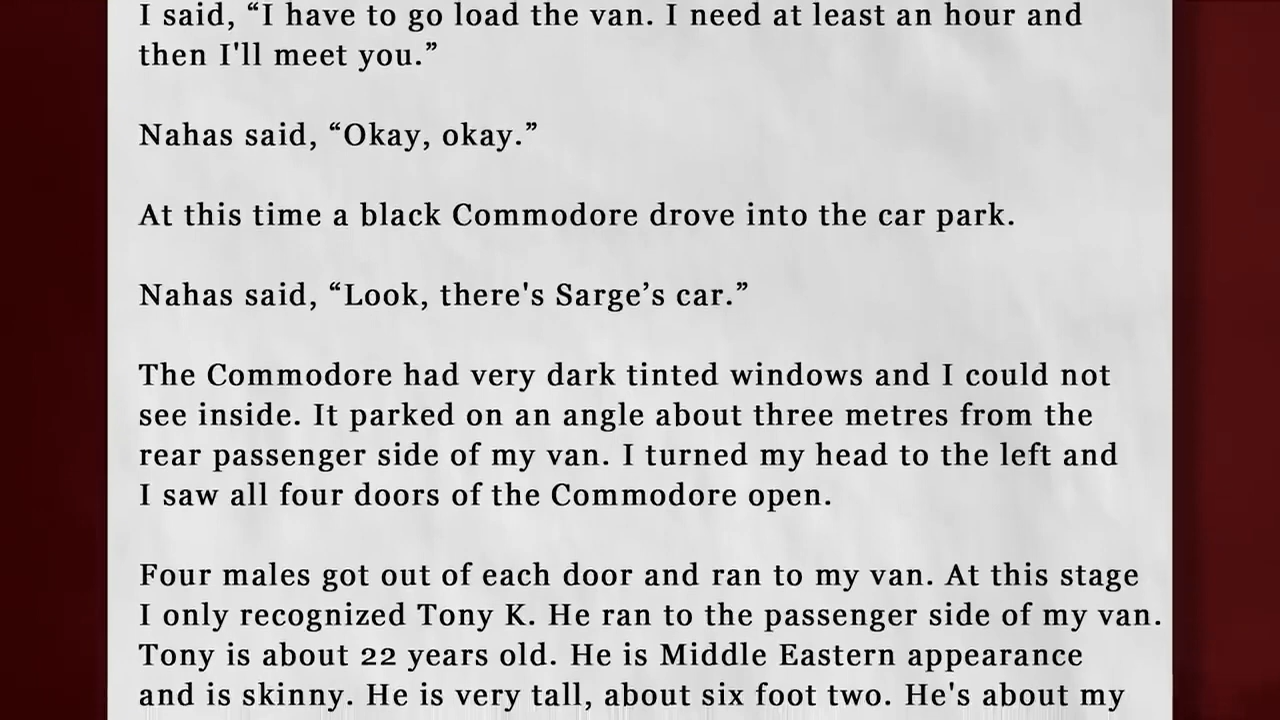 I said, “I have to go load the van. I need at least an hour and
then I'll meet you.”
Nahas said, “Okay, okay.”
At this time a black Commodore drove into the car park.
Nahas said, “Look, there's Sarge’s car.”
The Commodore had very dark tinted windows and I could not
see inside. It parked on an angle about three metres from the
rear passenger side of my van. I turned my head to the left and
I saw all four doors of the Commodore open.
Four males got out of each door and ran to my van. At this stage
I only recognized Tony K. He ran to the passenger side of my van.
Tony is about 22 years old. He is Middle Eastern appearance
and is skinny. He is very tall, about six foot two. He's about my